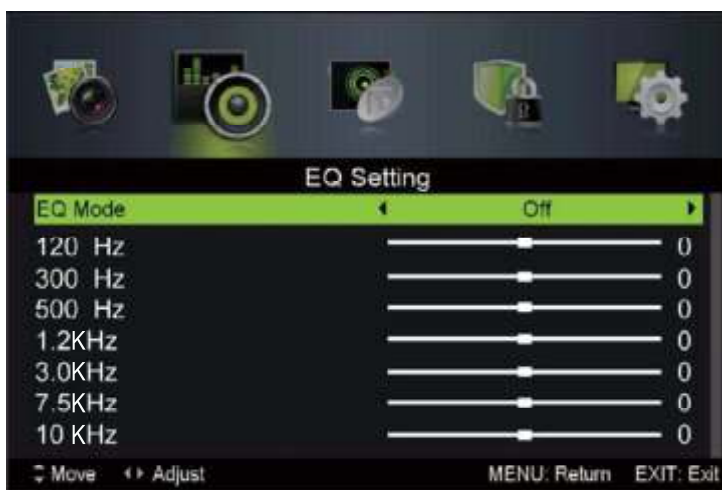 EQ Setting
EQ Mode Off
120 Hz 0
300 Hz 0
500 Hz 0
1.2KHz 0
3.0KHz 0
7.5KHz 0
10 KHz 0
Move Adjust MENU: Return EXIT: Exit